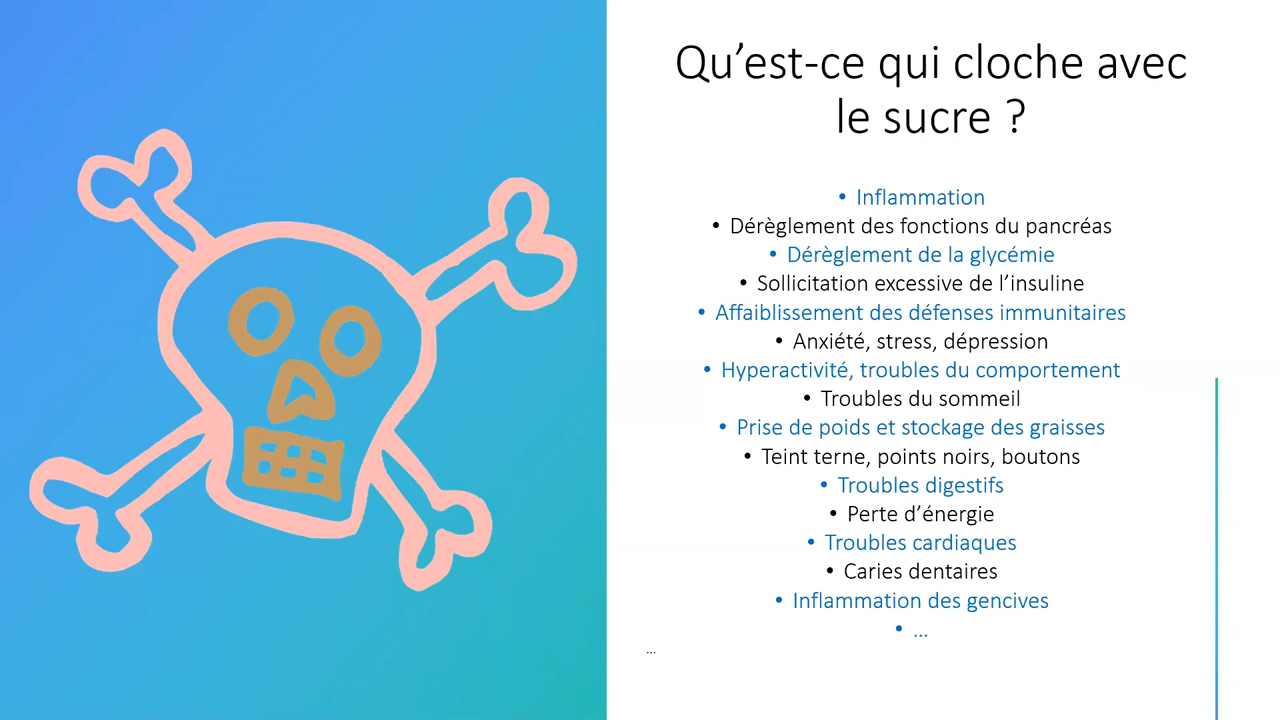 Qu’est-ce qui cloche avec
le sucre ?
• Inflammation
• Dérèglement des fonctions du pancréas
• Dérèglement de la glycémie
• Sollicitation excessive de l’insuline
• Affaiblissement des défenses immunitaires
• Anxiété, stress, dépression
• Hyperactivité, troubles du comportement
• Troubles du sommeil
• Prise de poids et stockage des graisses
• Teint terne, points noirs, boutons
• Troubles digestifs
• Perte d’énergie
• Troubles cardiaques
• Caries dentaires
• Inflammation des gencives
• ...
...